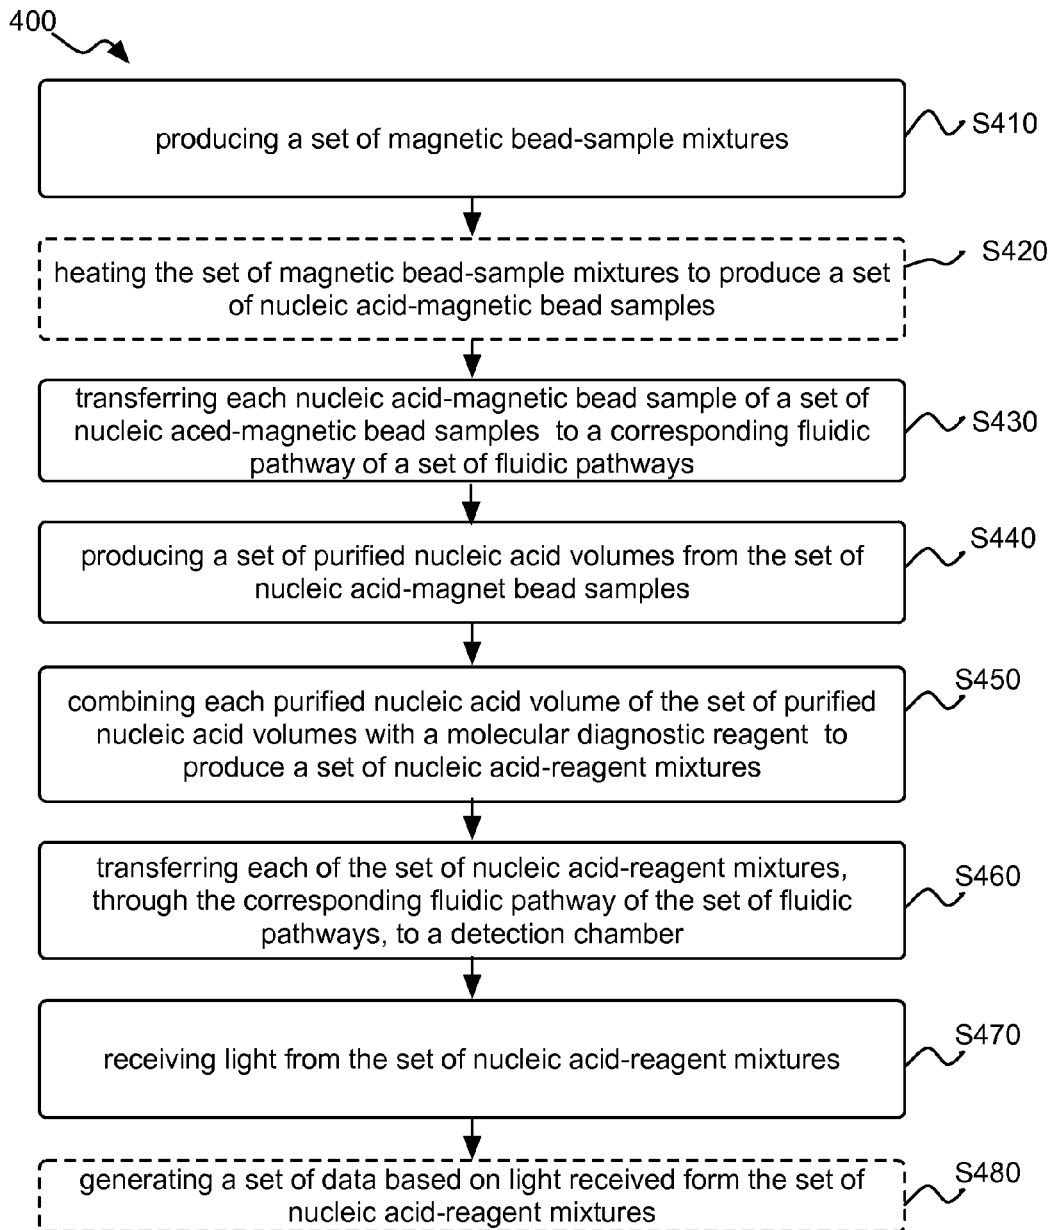 400
producing a set of magnetic bead-sample mixtures
S410
heating the set of magnetic bead-sample mixtures to produce a set
of nucleic acid-magnetic bead samples
S420
transferring each nucleic acid-magnetic bead sample of a set of
nucleic aced-magnetic bead samples to a corresponding fluidic
pathway of a set of fluidic pathways
S430
producing a set of purified nucleic acid volumes from the set of
nucleic acid-magnet bead samples
S440
combining each purified nucleic acid volume of the set of purified
nucleic acid volumes with a molecular diagnostic reagent to
produce a set of nucleic acid-reagent mixtures
S450
transferring each of the set of nucleic acid-reagent mixtures,
through the corresponding fluidic pathway of the set of fluidic
pathways, to a detection chamber
S460
receiving light from the set of nucleic acid-reagent mixtures
S470
generating a set of data based on light received form the set of
nucleic acid-reagent mixtures
S480